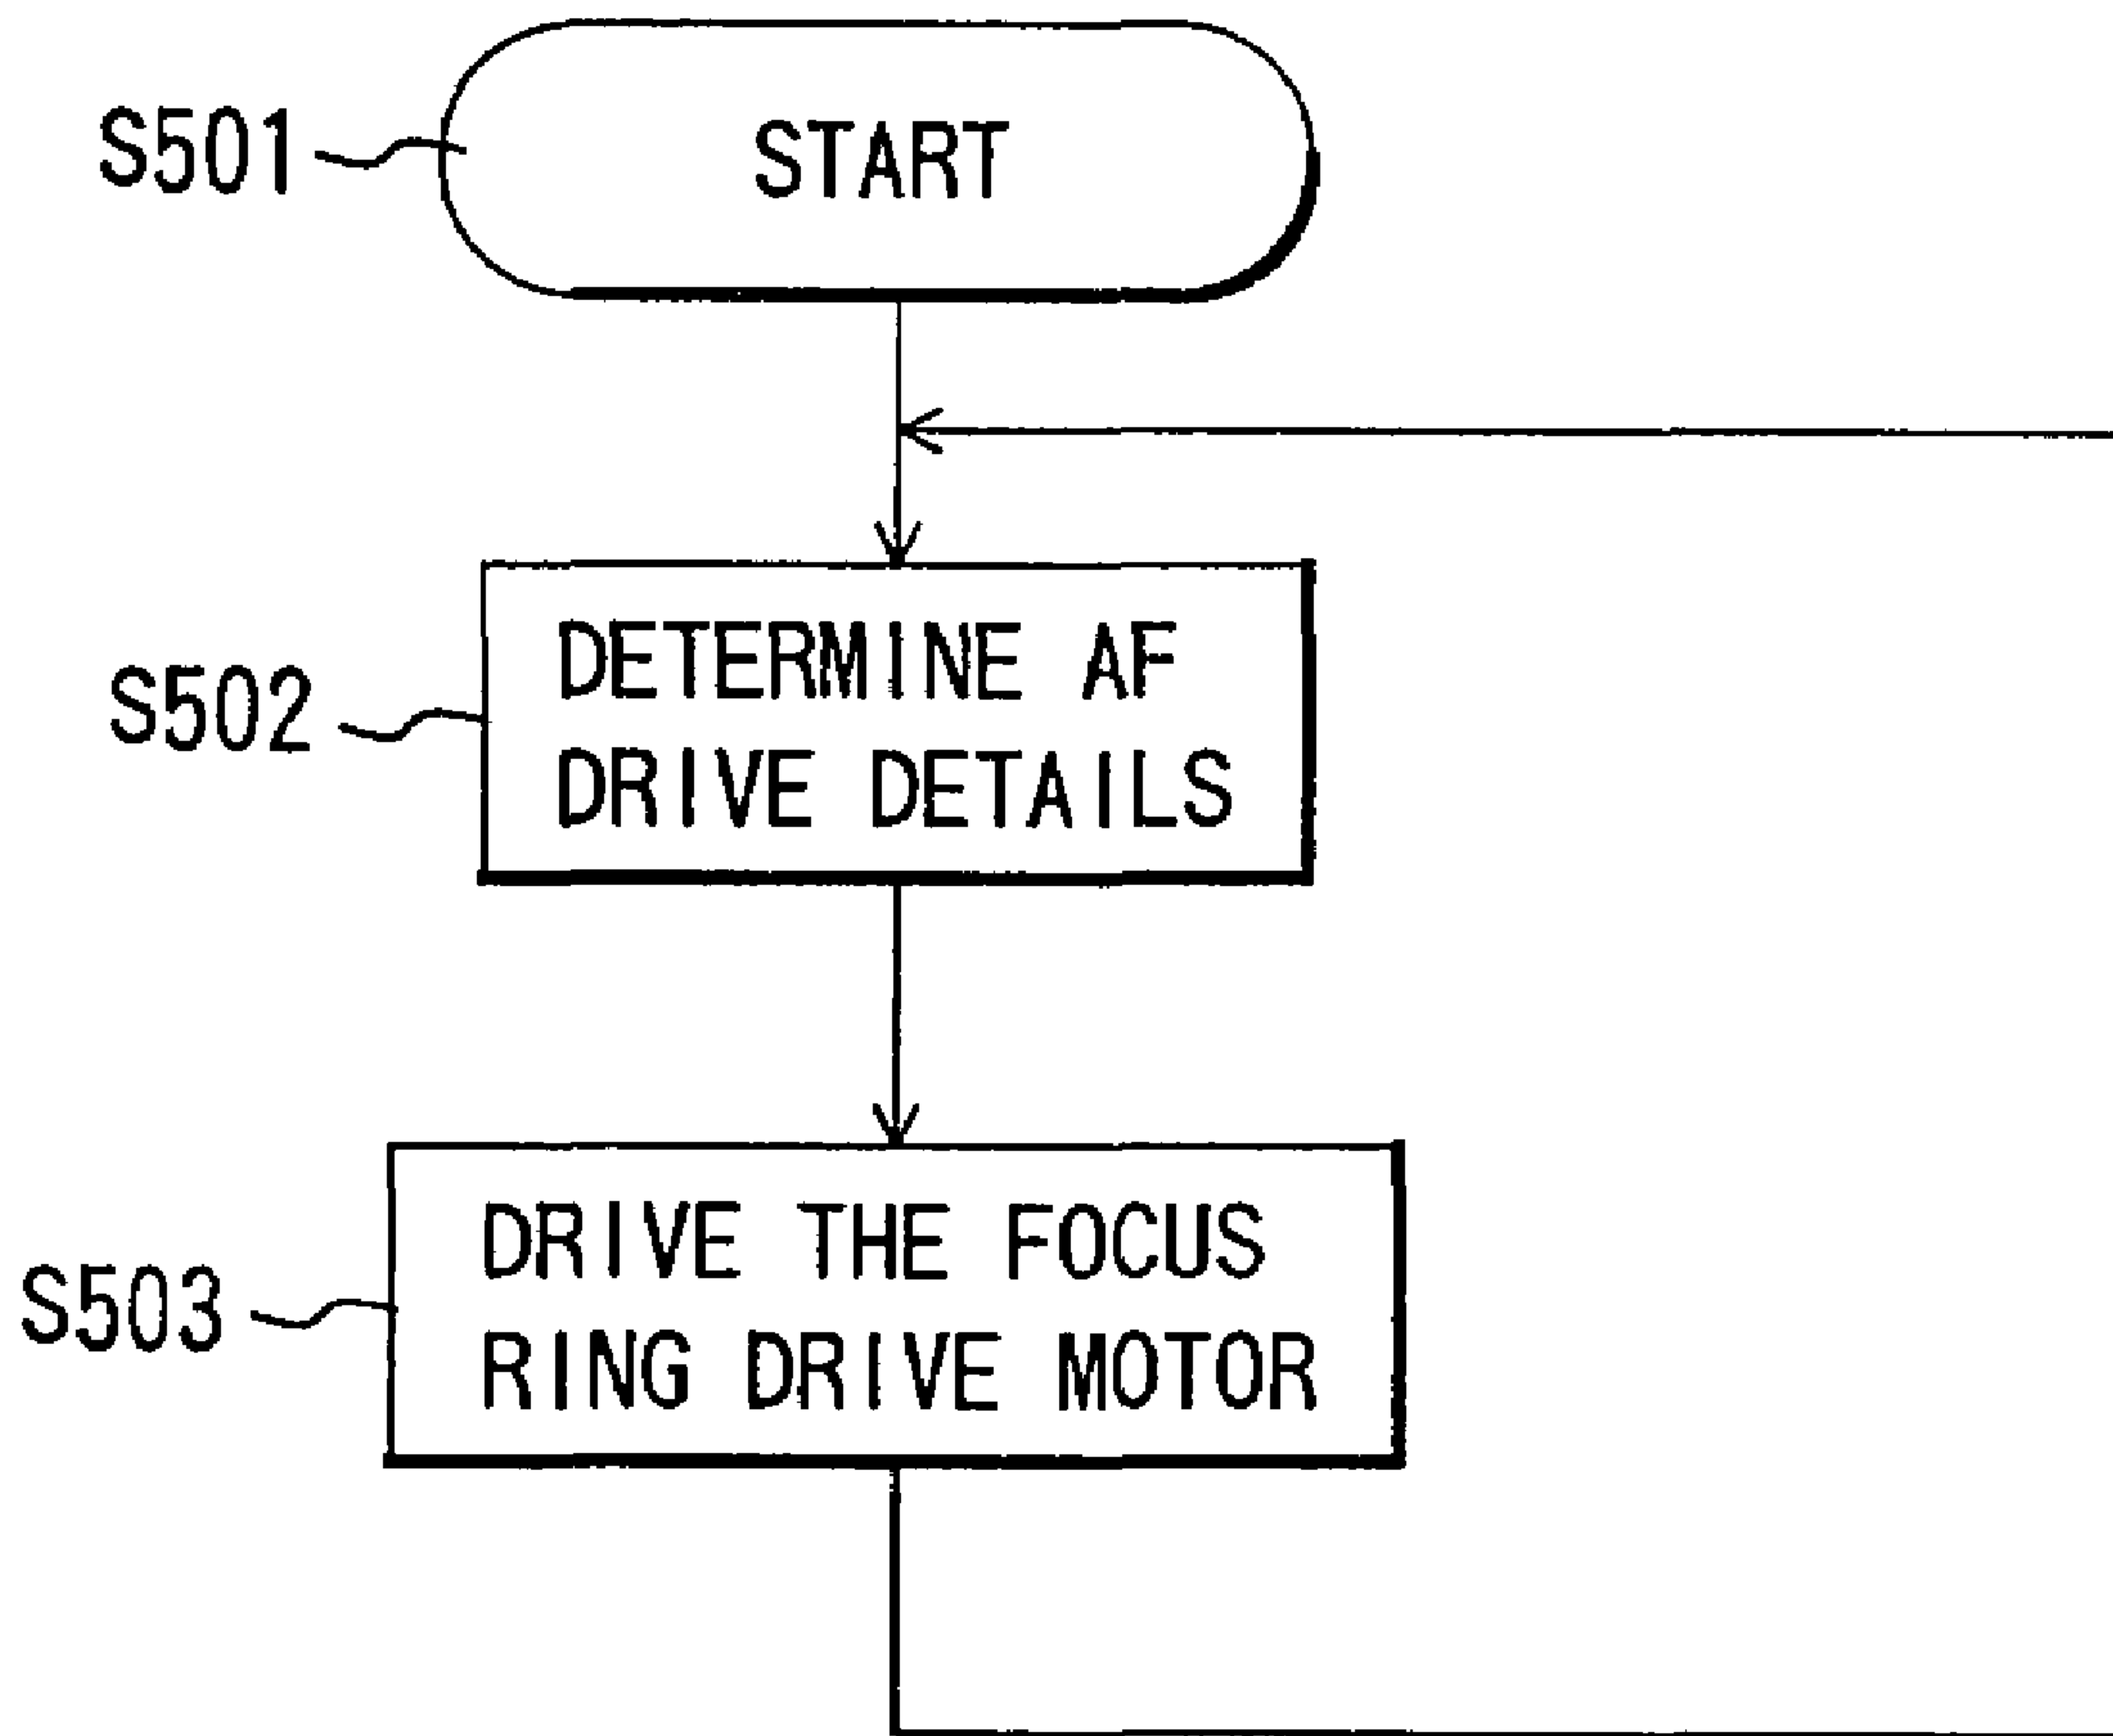 S501
START
S502
DETERMINE AF
DRIVE DETAILS
S503
DRIVE THE FOCUS
RING DRIVE MOTOR